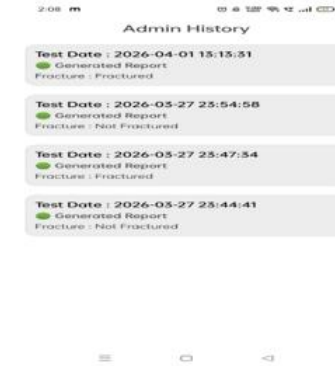 2:08 m
Admin History
Test Date : 2026-04-01 13:13:31
Generated Report
Fracture : Fractured
Test Date : 2026-03-27 23:54:58
Generated Report
Fracture : Not Fractured
Test Date : 2026-03-27 23:47:34
Generated Report
Fracture : Fractured
Test Date : 2026-03-27 23:44:41
Generated Report
Fracture : Not Fractured